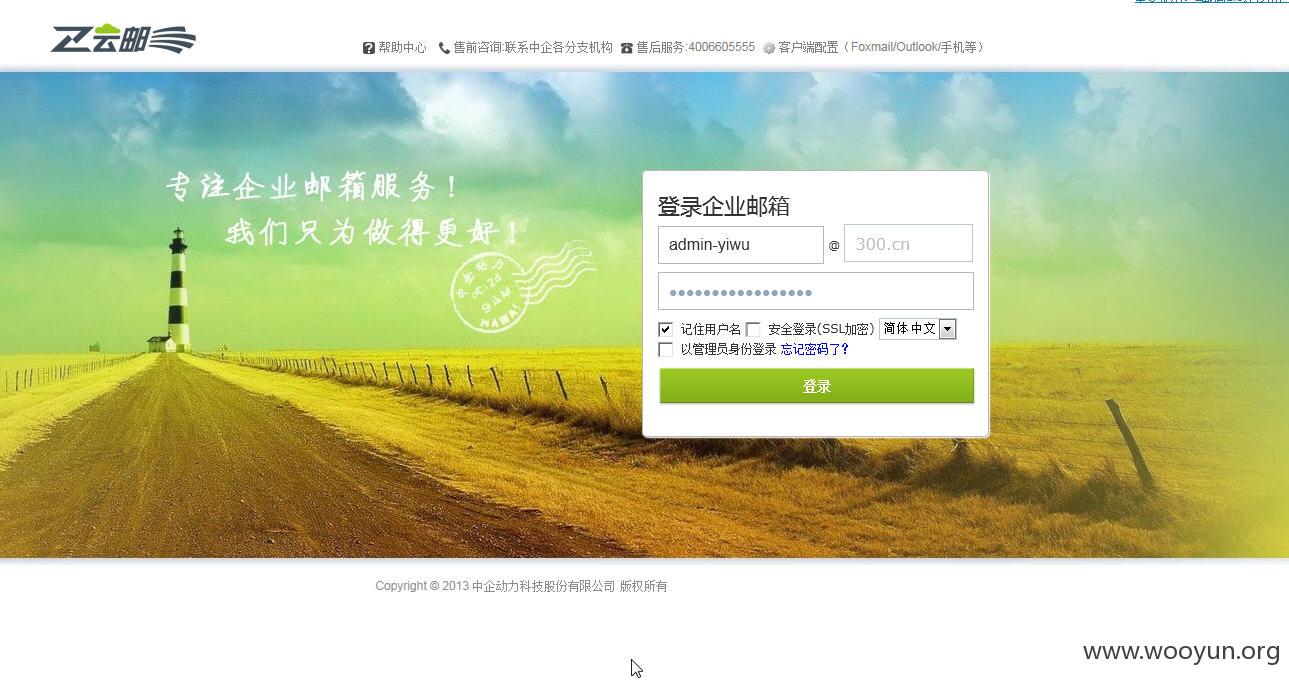 Z云邮
帮助中心 售前咨询:联系中企各分支机构 售后服务:4006605555 客户端配置（Foxmail/Outlook/手机等）
专注企业邮箱服务！
我们只为做得更好！
中企动力
9AM
HAWAI
登录企业邮箱
admin-yiwu @ 300.cn
•••••••••••••••••
记住用户名 安全登录(SSL加密) 简体中文
以管理员身份登录 忘记密码了?
登录
Copyright © 2013 中企动力科技股份有限公司 版权所有
www.wooyun.org